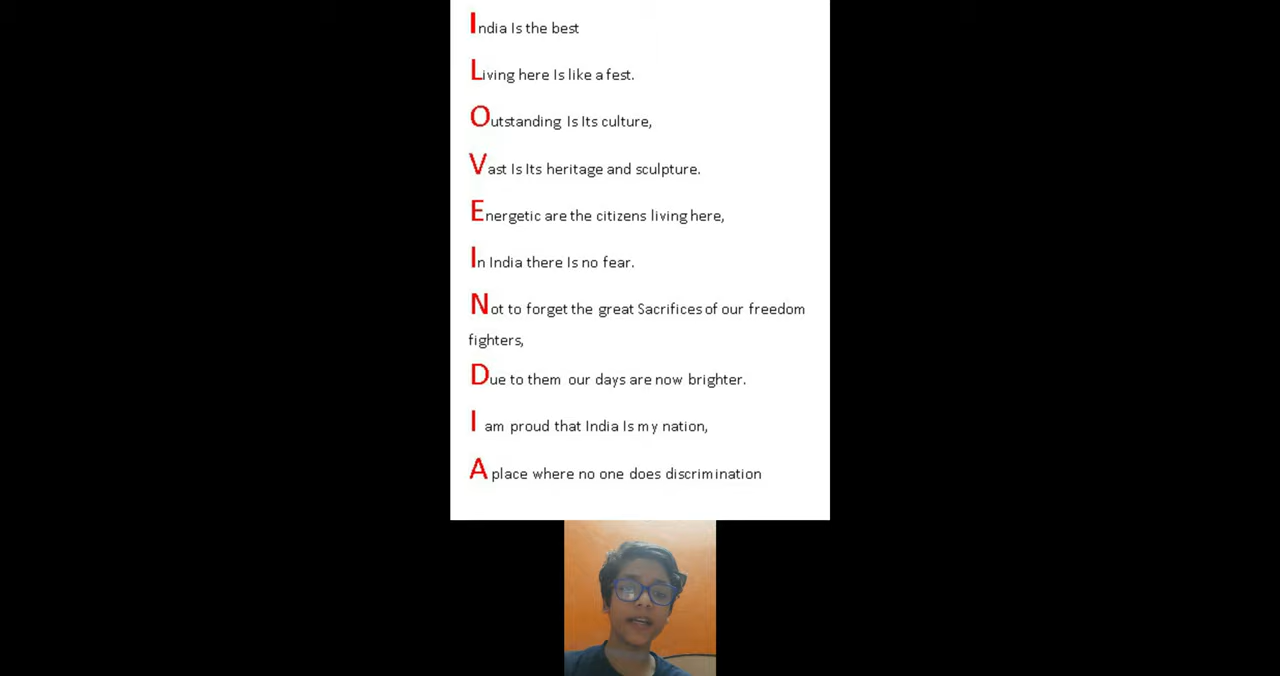 India Is the best
Living here Is like a fest.
Outstanding Is Its culture,
Vast Is Its heritage and sculpture.
Energetic are the citizens living here,
In India there Is no fear.
Not to forget the great Sacrifices of our freedom
fighters,
Due to them our days are now brighter.
I am proud that India Is my nation,
A place where no one does discrimination